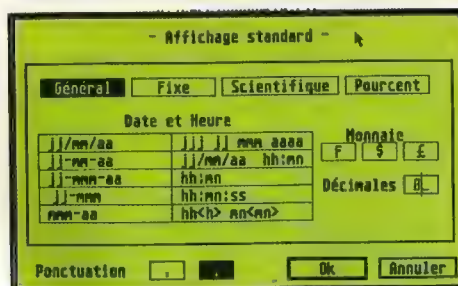 - Affichage standard -
Général Fixe Scientifique Pourcent
Date et Heure
jj/mm/aa jjj jj mmm aaaa
jj-mm-aa jj/mm/aa hh:mn
jj-mmm-aa hh:mn
jj-mmm hh:mn:ss
mmm-aa hh<h> mn<mn>
Monnaie
F $ £
Décimales
Ponctuation , .
Ok Annuler